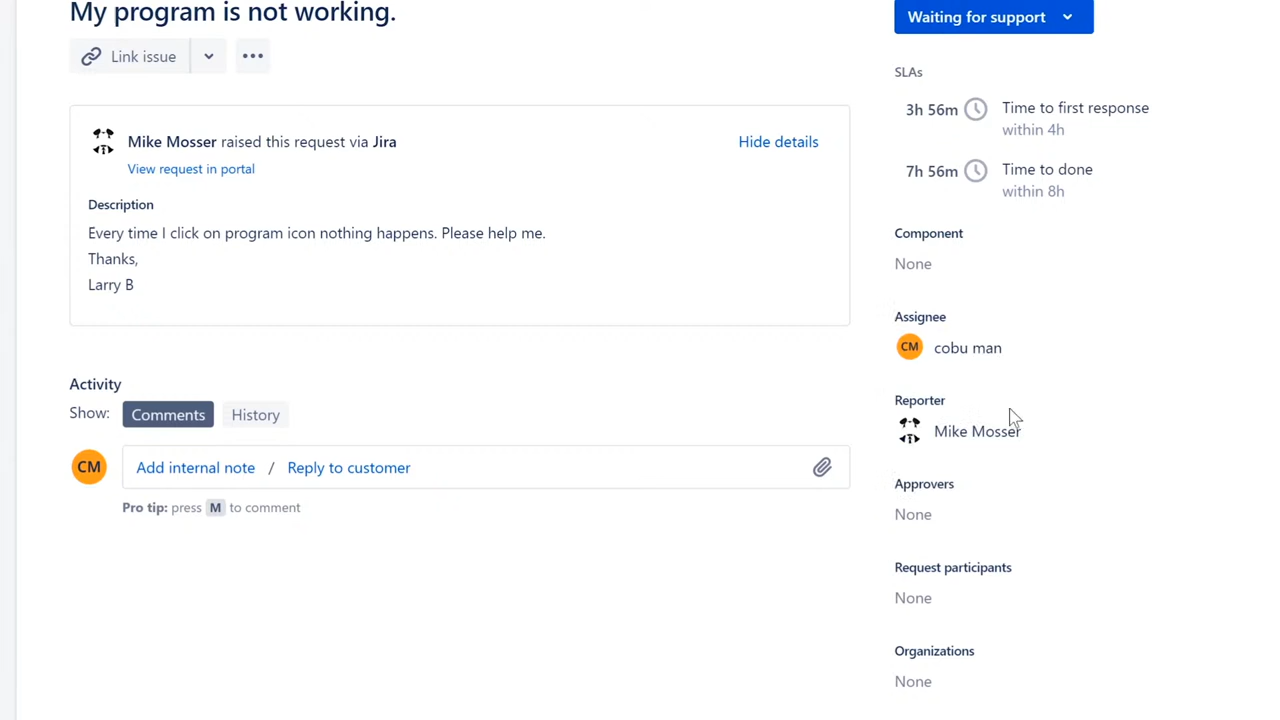 My program is not working.
Link issue
Mike Mosser raised this request via Jira
Hide details
View request in portal
Description
Every time I click on program icon nothing happens. Please help me.
Thanks,
Larry B
Activity
Show: Comments History
CM Add internal note / Reply to customer
Pro tip: press M to comment
Waiting for support
SLAs
3h 56m Time to first response
within 4h
7h 56m Time to done
within 8h
Component
None
Assignee
CM cobu man
Reporter
Mike Mosser
Approvers
None
Request participants
None
Organizations
None